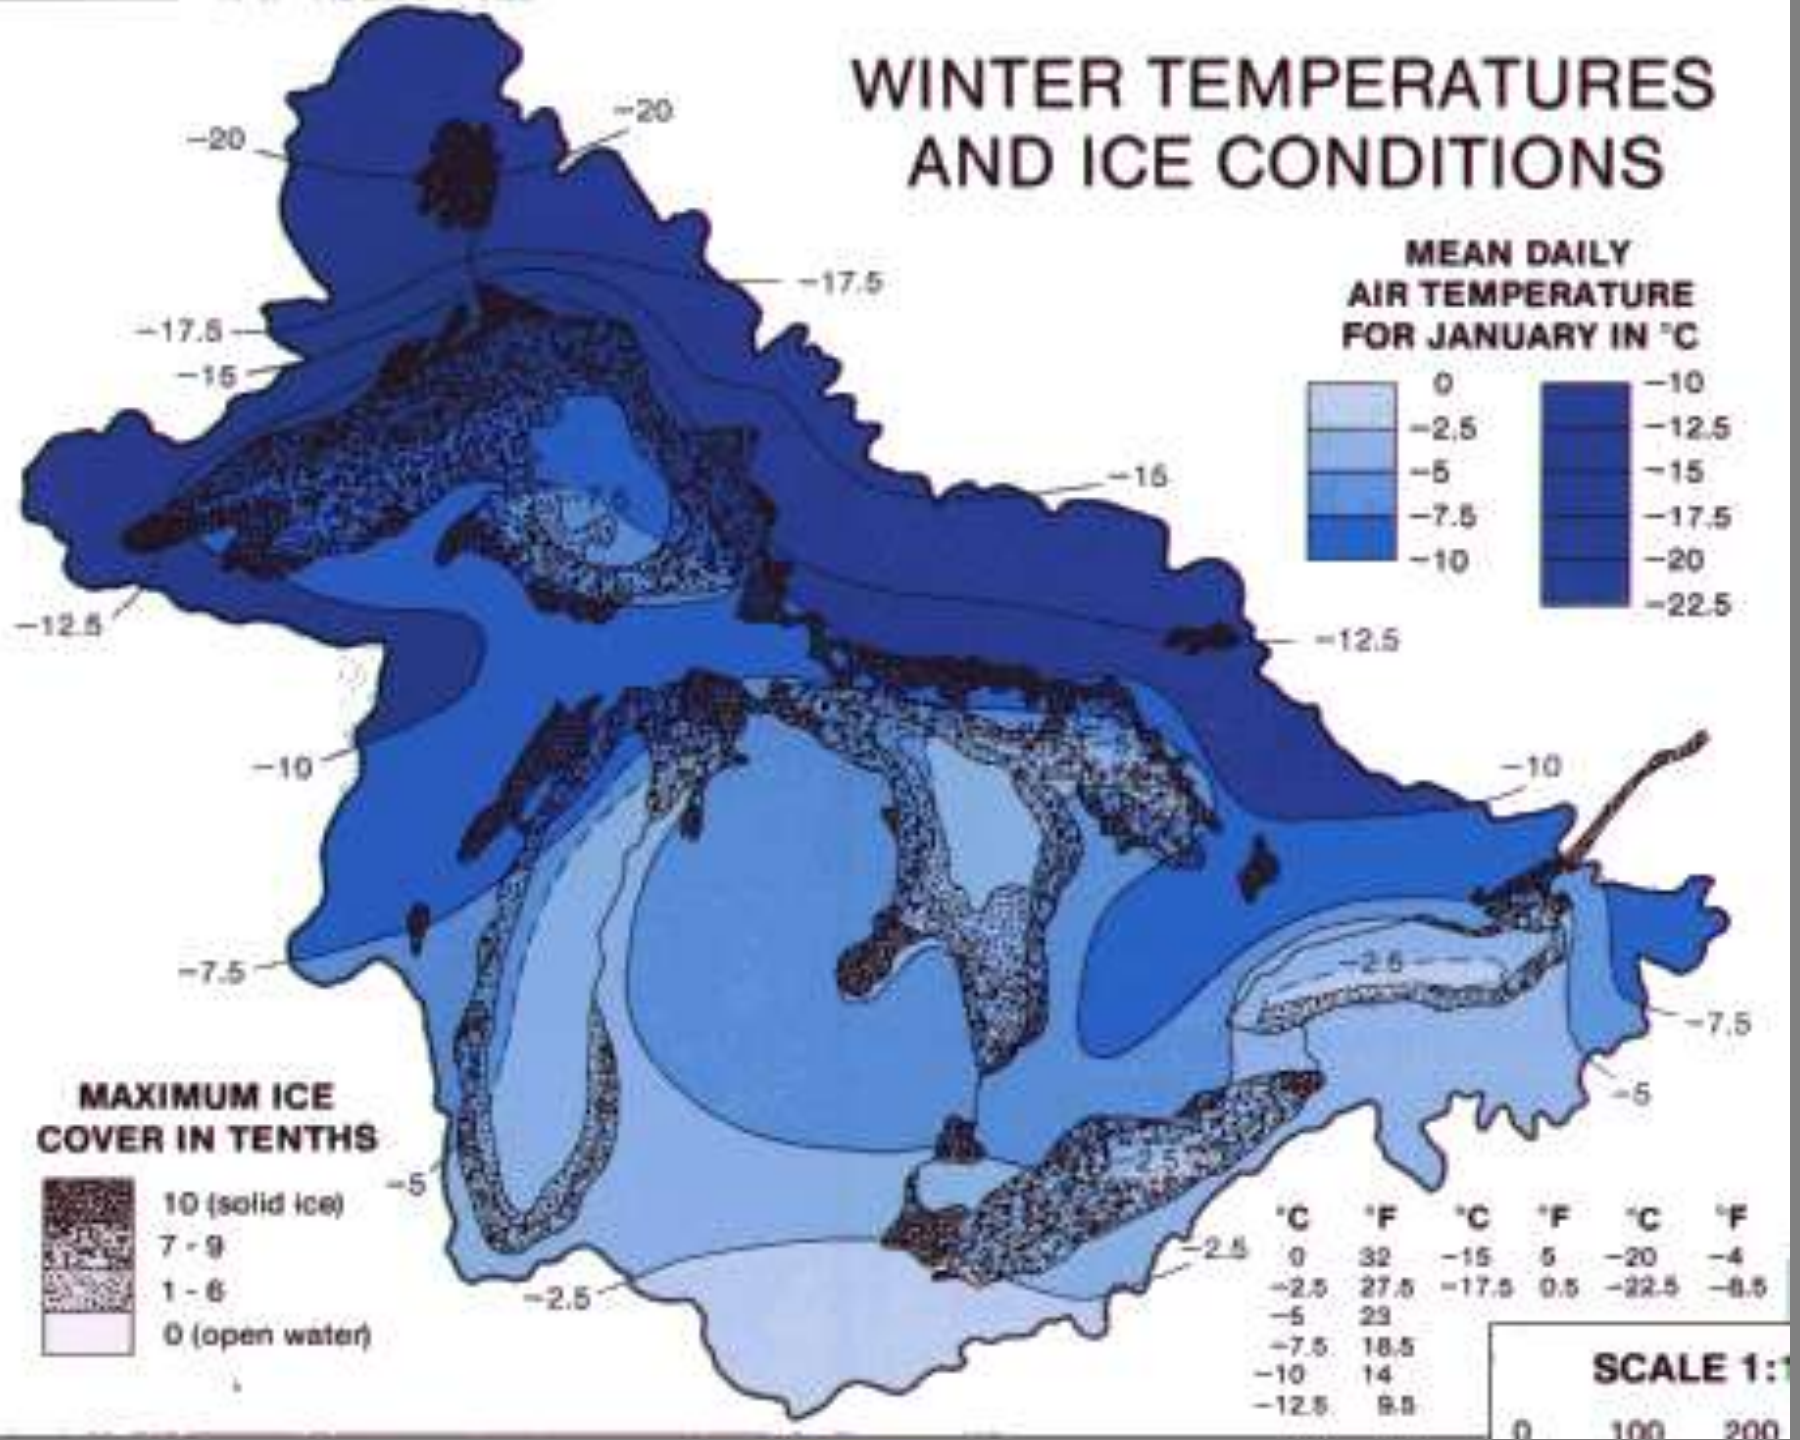 WINTER TEMPERATURES
AND ICE CONDITIONS
MEAN DAILY
AIR TEMPERATURE
FOR JANUARY IN °C
0
−2.5
−5
−7.5
−10
−10
−12.5
−15
−17.5
−20
−22.5
−20
−20
−17.5
−17.5
−15
−15
−12.5
−12.5
−10
−10
−7.5
−2.5
−7.5
−5
−2.5
−5
−2.5
−2.5
MAXIMUM ICE
COVER IN TENTHS
10 (solid ice)
7 - 9
1 - 6
0 (open water)
°C °F °C °F °C °F
0 32 −15 5 −20 −4
−2.5 27.5 −17.5 0.5 −22.5 −8.5
−5 23
−7.5 18.5
−10 14
−12.5 9.5
SCALE 1:1
0 100 200